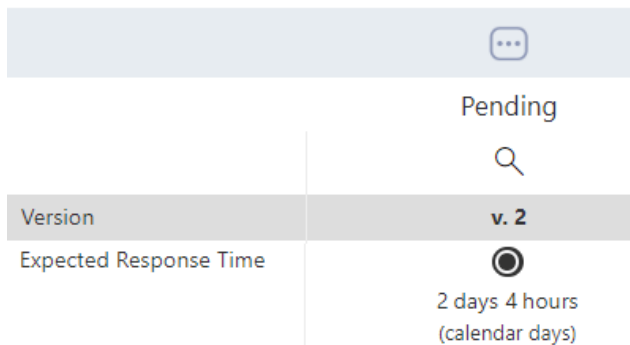 Pending
Version v. 2
Expected Response Time
2 days 4 hours
(calendar days)